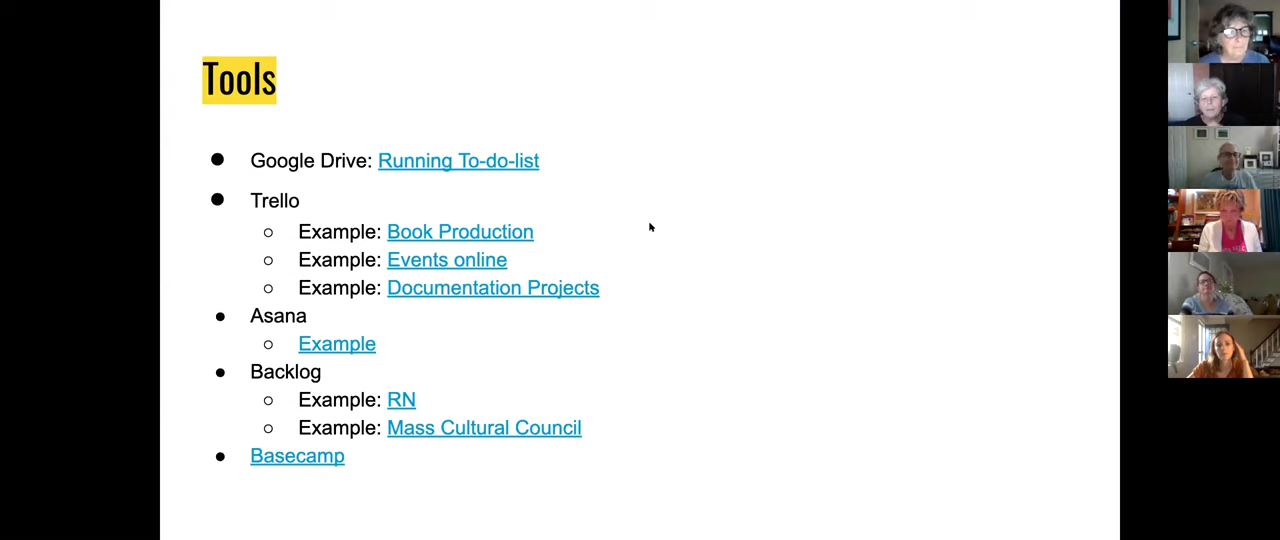 Tools
● Google Drive: Running To-do-list
● Trello
○ Example: Book Production
○ Example: Events online
○ Example: Documentation Projects
● Asana
○ Example
● Backlog
○ Example: RN
○ Example: Mass Cultural Council
● Basecamp